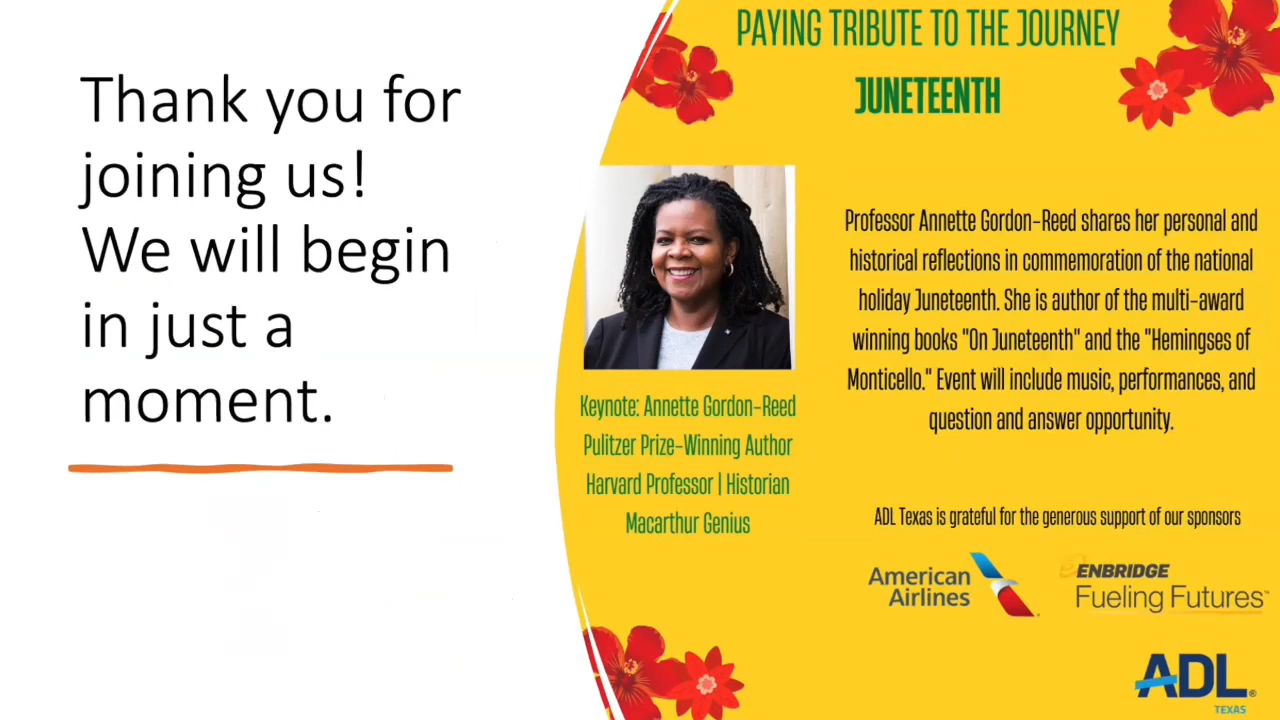 Thank you for
joining us!
We will begin
in just a
moment.
PAYING TRIBUTE TO THE JOURNEY
JUNETEENTH
Keynote: Annette Gordon-Reed
Pulitzer Prize-Winning Author
Harvard Professor | Historian
Macarthur Genius
Professor Annette Gordon-Reed shares her personal and
historical reflections in commemoration of the national
holiday Juneteenth. She is author of the multi-award
winning books "On Juneteenth" and the "Hemingses of
Monticello." Event will include music, performances, and
question and answer opportunity.
ADL Texas is grateful for the generous support of our sponsors
American
Airlines
ENBRIDGE
Fueling Futures™
ADL®
TEXAS